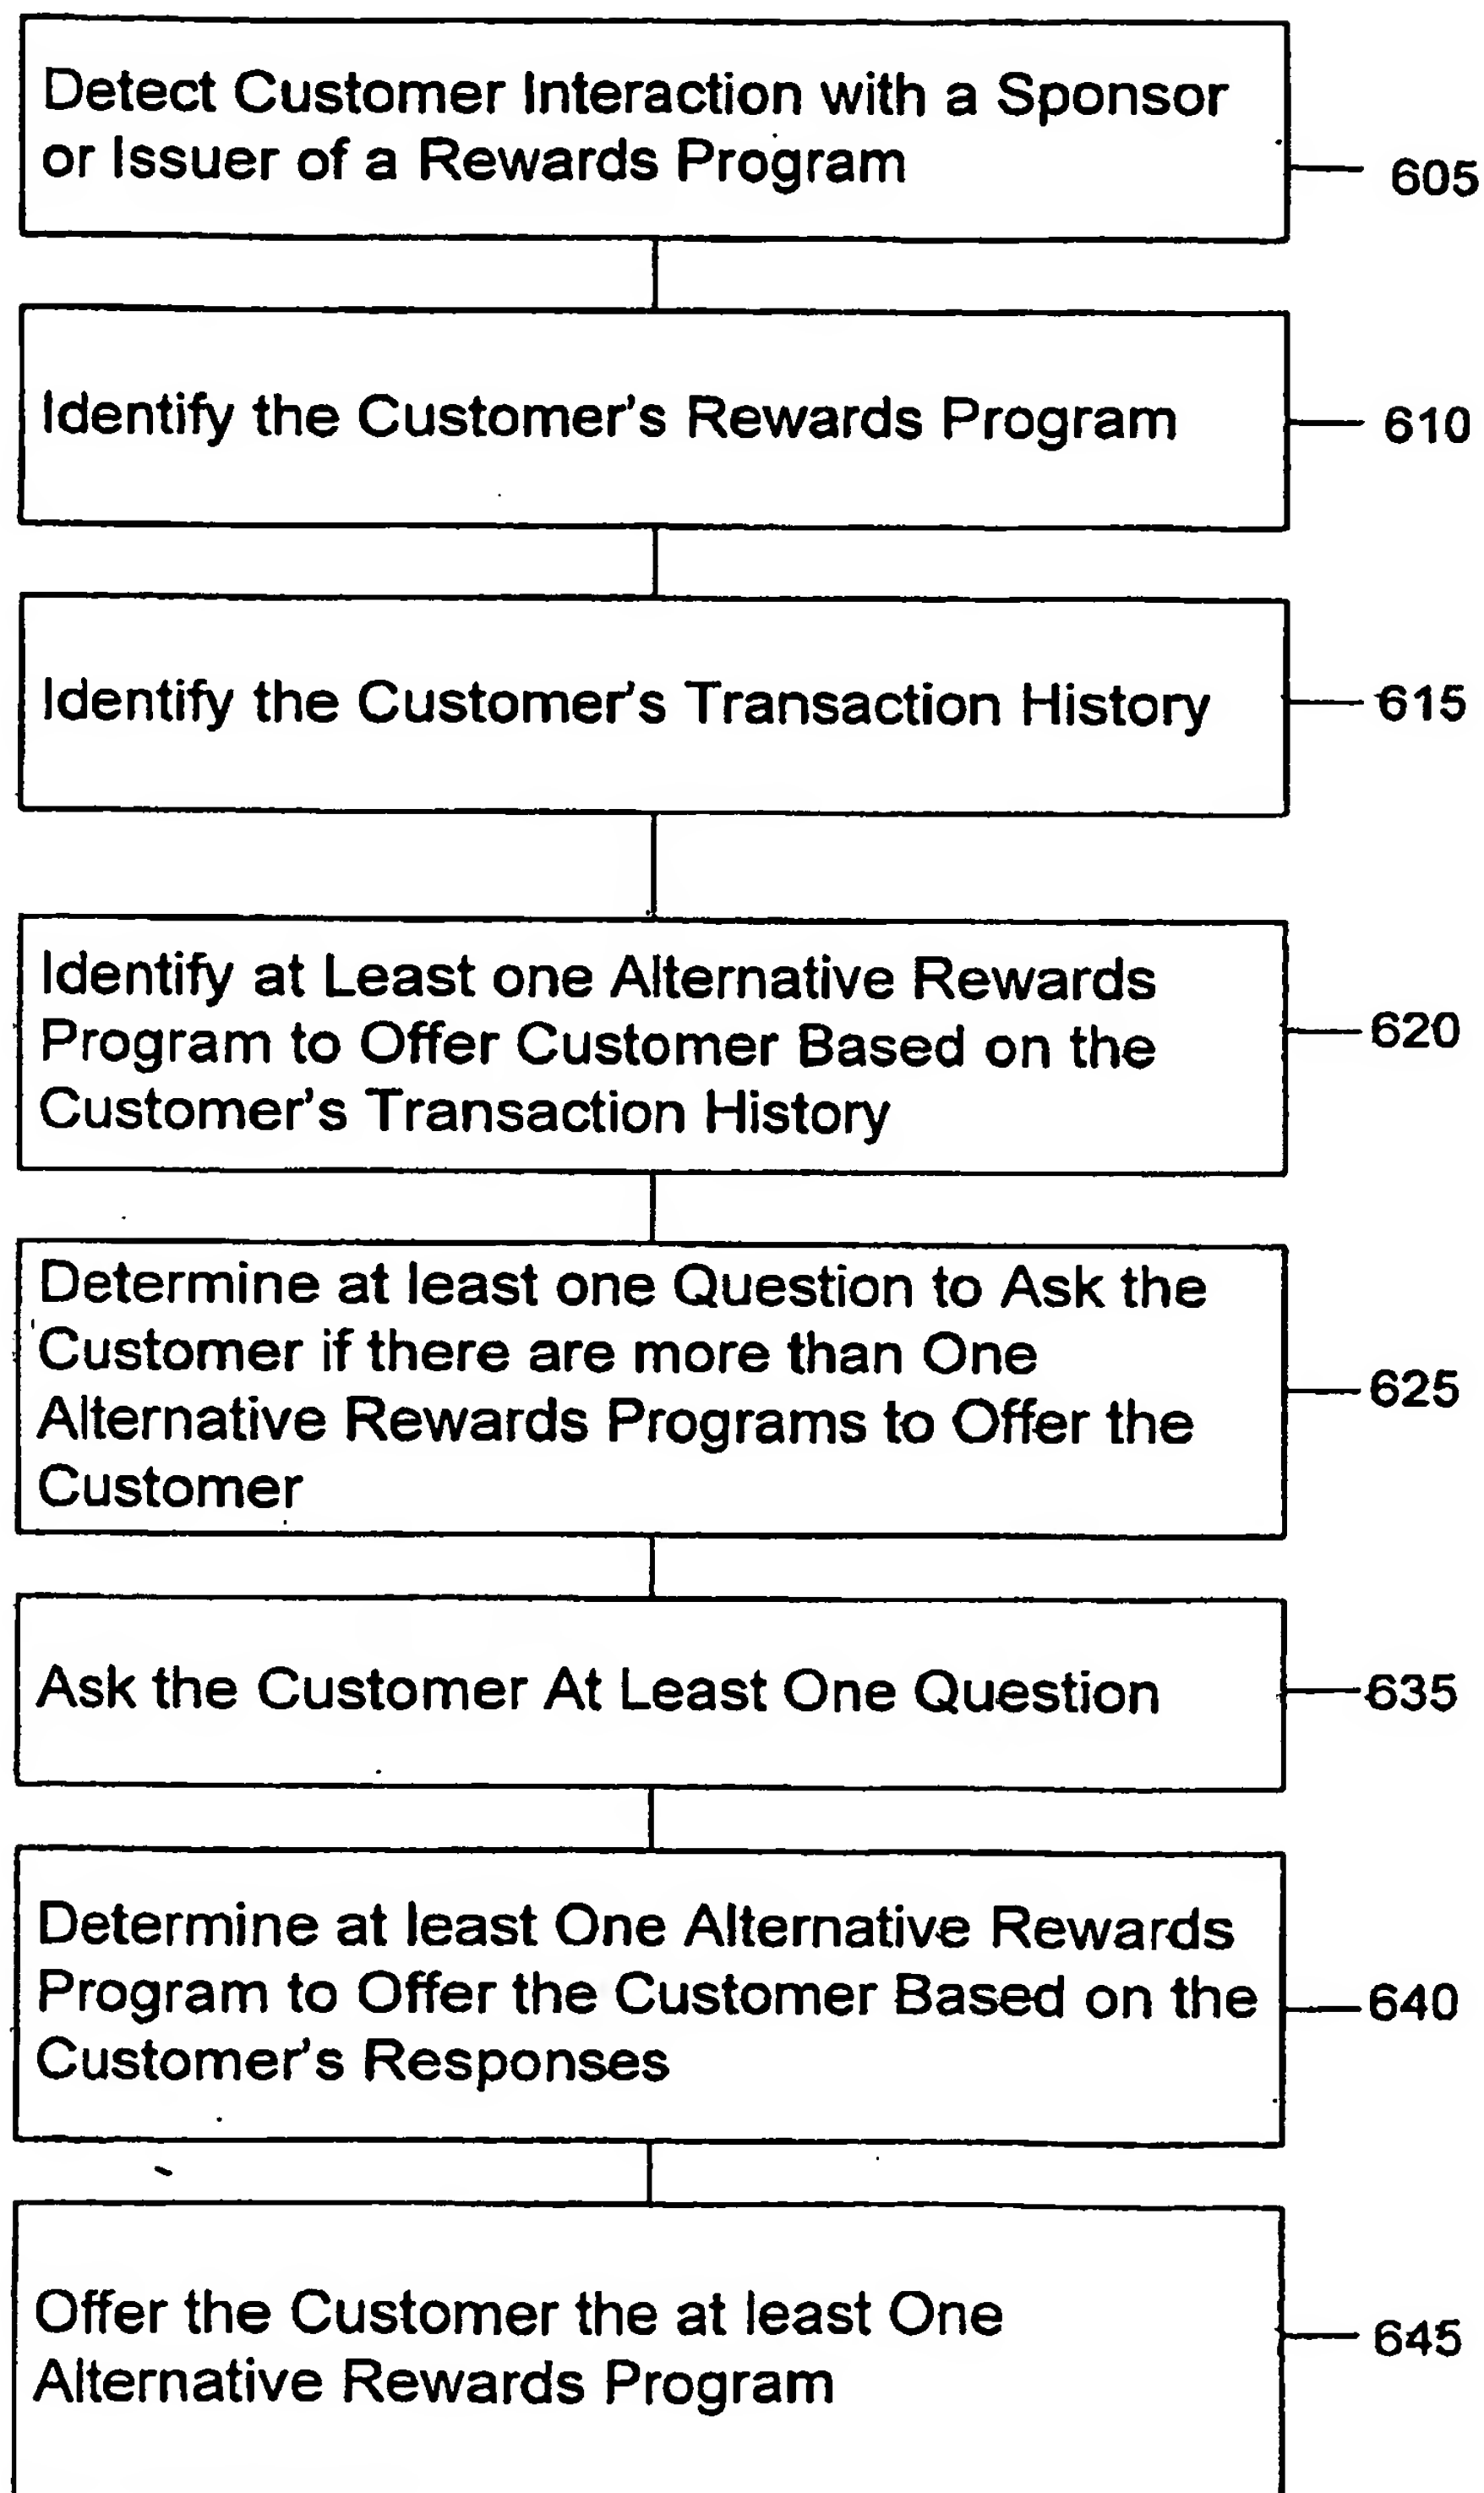 Detect Customer Interaction with a Sponsor
or Issuer of a Rewards Program
605
Identify the Customer's Rewards Program
610
Identify the Customer's Transaction History
615
Identify at Least one Alternative Rewards
Program to Offer Customer Based on the
Customer's Transaction History
620
Determine at least one Question to Ask the
Customer if there are more than One
Alternative Rewards Programs to Offer the
Customer
625
Ask the Customer At Least One Question
635
Determine at least One Alternative Rewards
Program to Offer the Customer Based on the
Customer's Responses
640
Offer the Customer the at least One
Alternative Rewards Program
645